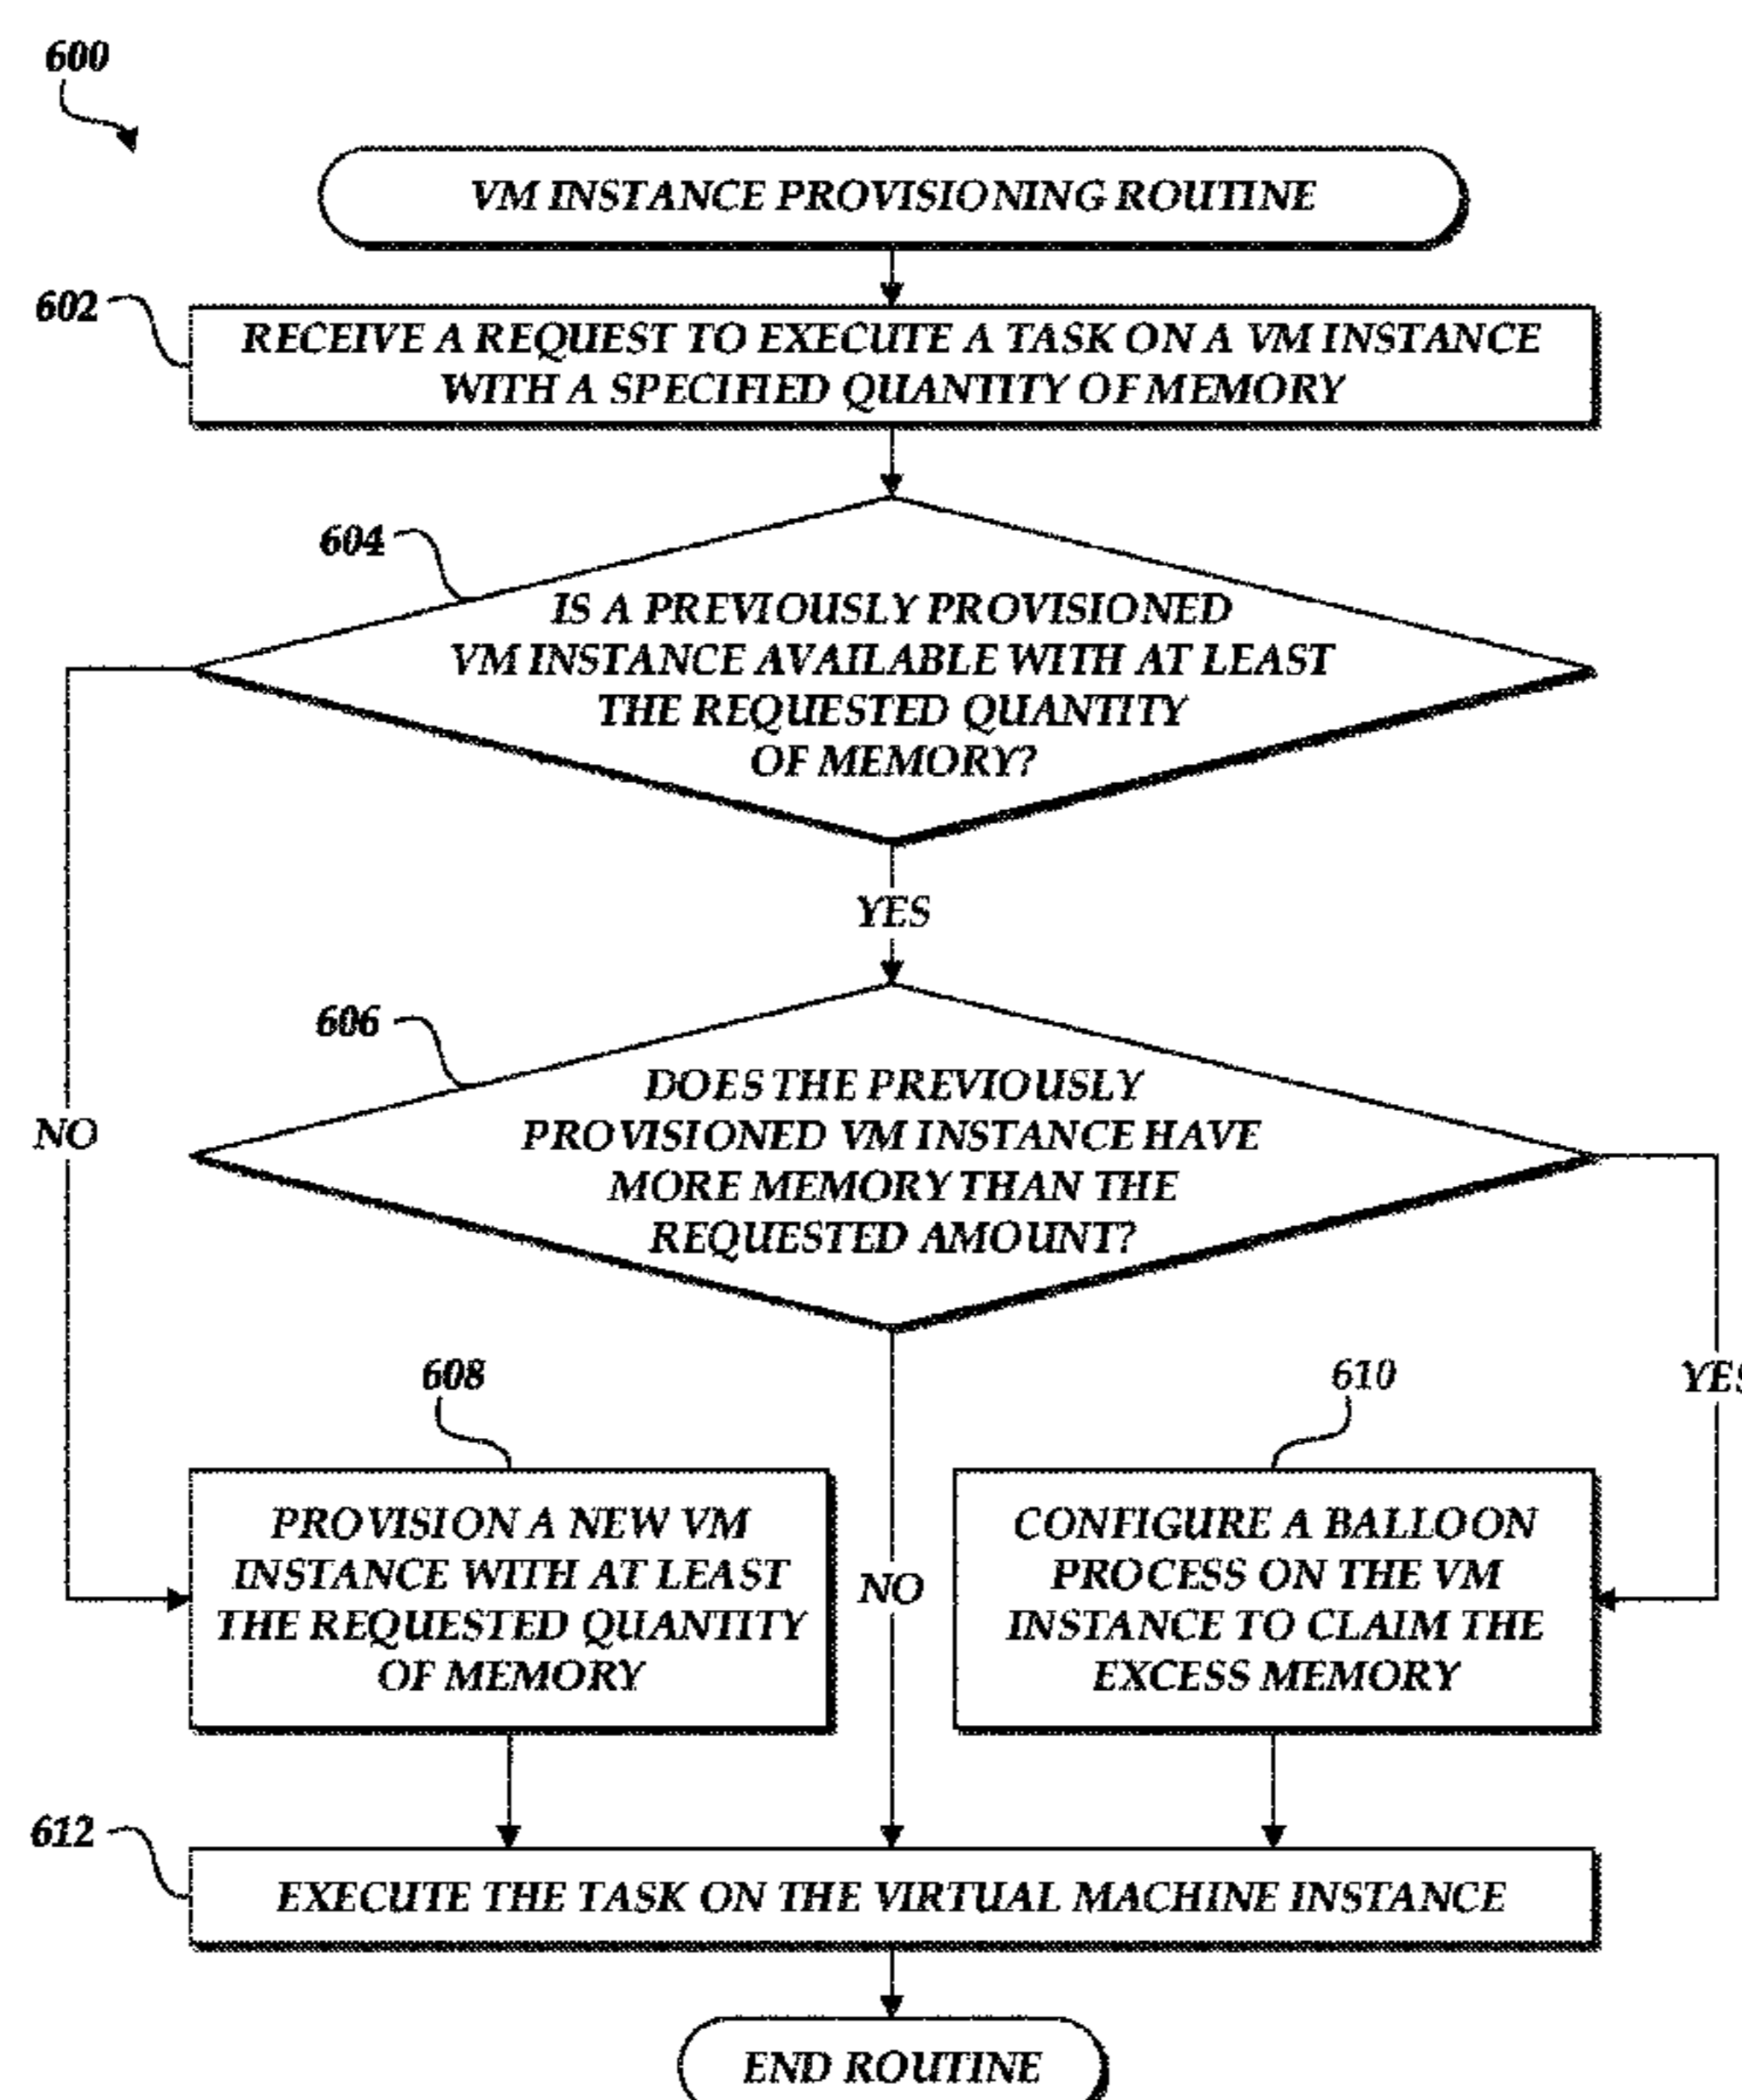 600
VM INSTANCE PROVISIONING ROUTINE
602
RECEIVE A REQUEST TO EXECUTE A TASK ON A VM INSTANCE
WITH A SPECIFIED QUANTITY OF MEMORY
604
IS A PREVIOUSLY PROVISIONED
VM INSTANCE AVAILABLE WITH AT LEAST
THE REQUESTED QUANTITY
OF MEMORY?
YES
606
DOES THE PREVIOUSLY
PROVISIONED VM INSTANCE HAVE
MORE MEMORY THAN THE
REQUESTED AMOUNT?
NO
608
610
YES
PROVISION A NEW VM
INSTANCE WITH AT LEAST
THE REQUESTED QUANTITY
OF MEMORY
NO
CONFIGURE A BALLOON
PROCESS ON THE VM
INSTANCE TO CLAIM THE
EXCESS MEMORY
612
EXECUTE THE TASK ON THE VIRTUAL MACHINE INSTANCE
END ROUTINE